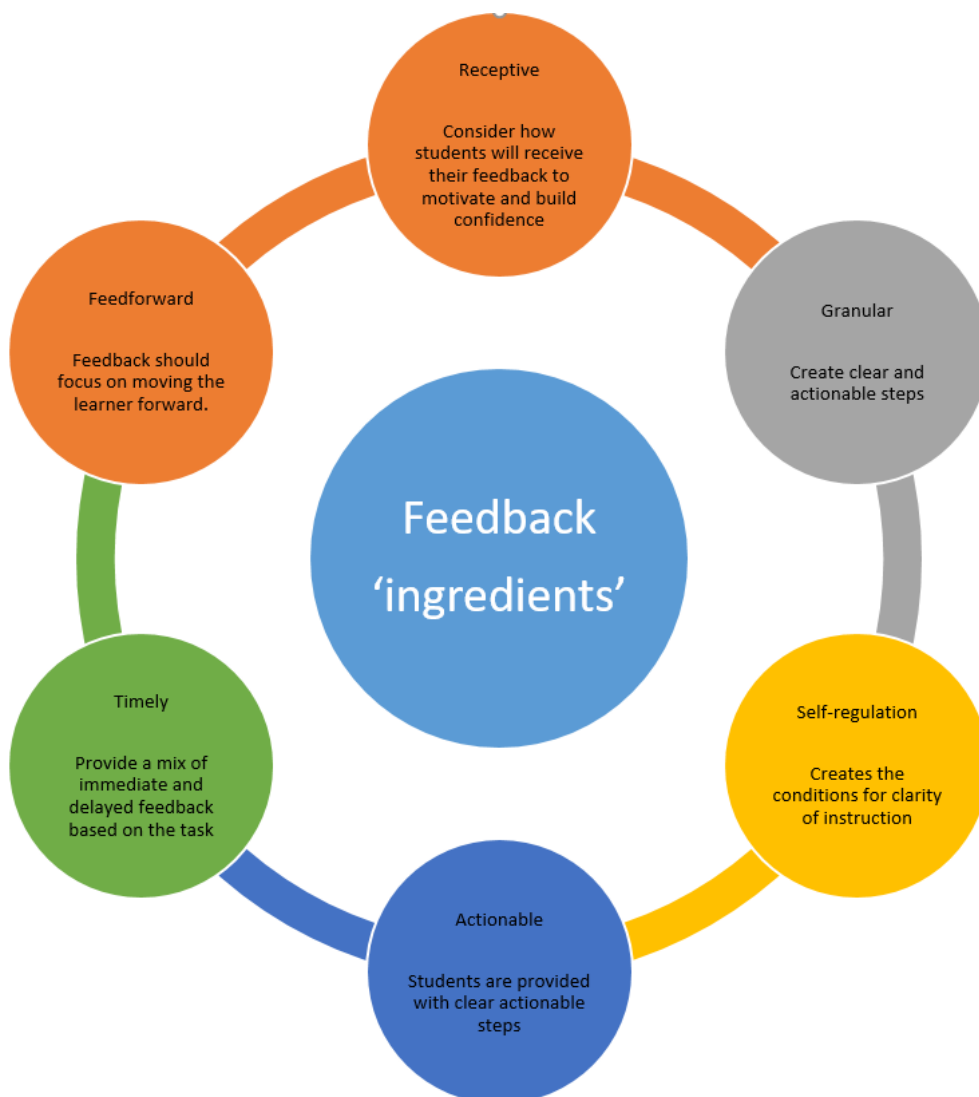 Receptive
Consider how
students will receive
their feedback to
motivate and build
confidence
Granular
Create clear and
actionable steps
Self-regulation
Creates the
conditions for clarity
of instruction
Actionable
Students are provided
with clear actionable
steps
Timely
Provide a mix of
immediate and
delayed feedback
based on the task
Feedforward
Feedback should
focus on moving the
learner forward.
Feedback
‘ingredients’